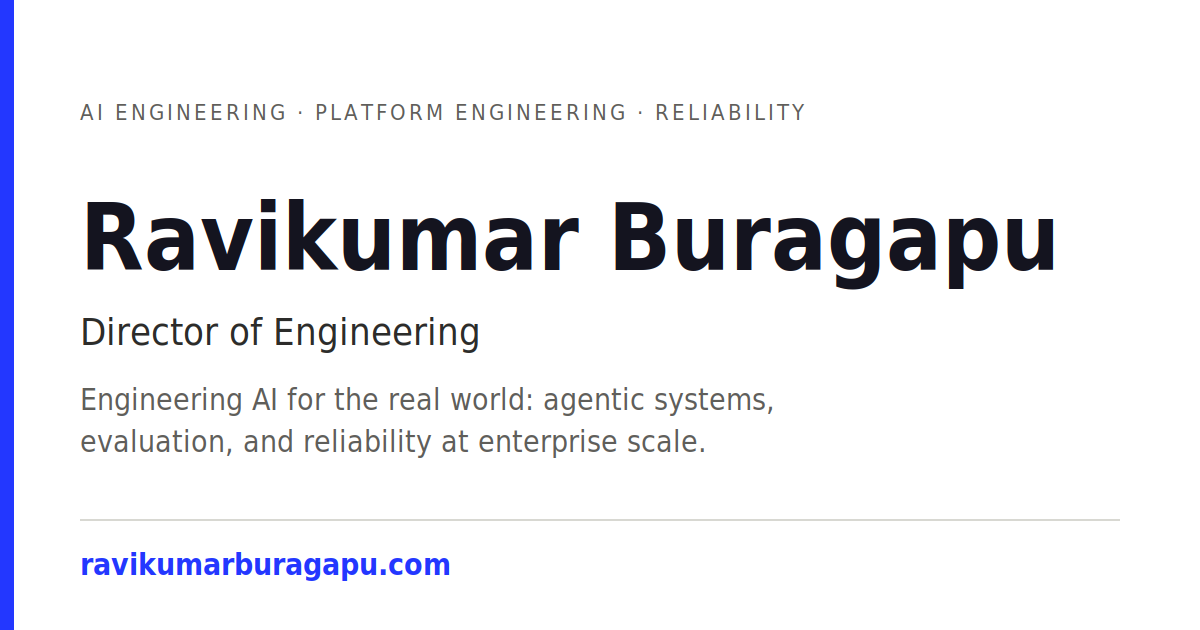 AI ENGINEERING · PLATFORM ENGINEERING · RELIABILITY
Ravikumar Buragapu
Director of Engineering
Engineering AI for the real world: agentic systems,
evaluation, and reliability at enterprise scale.
ravikumarburagapu.com